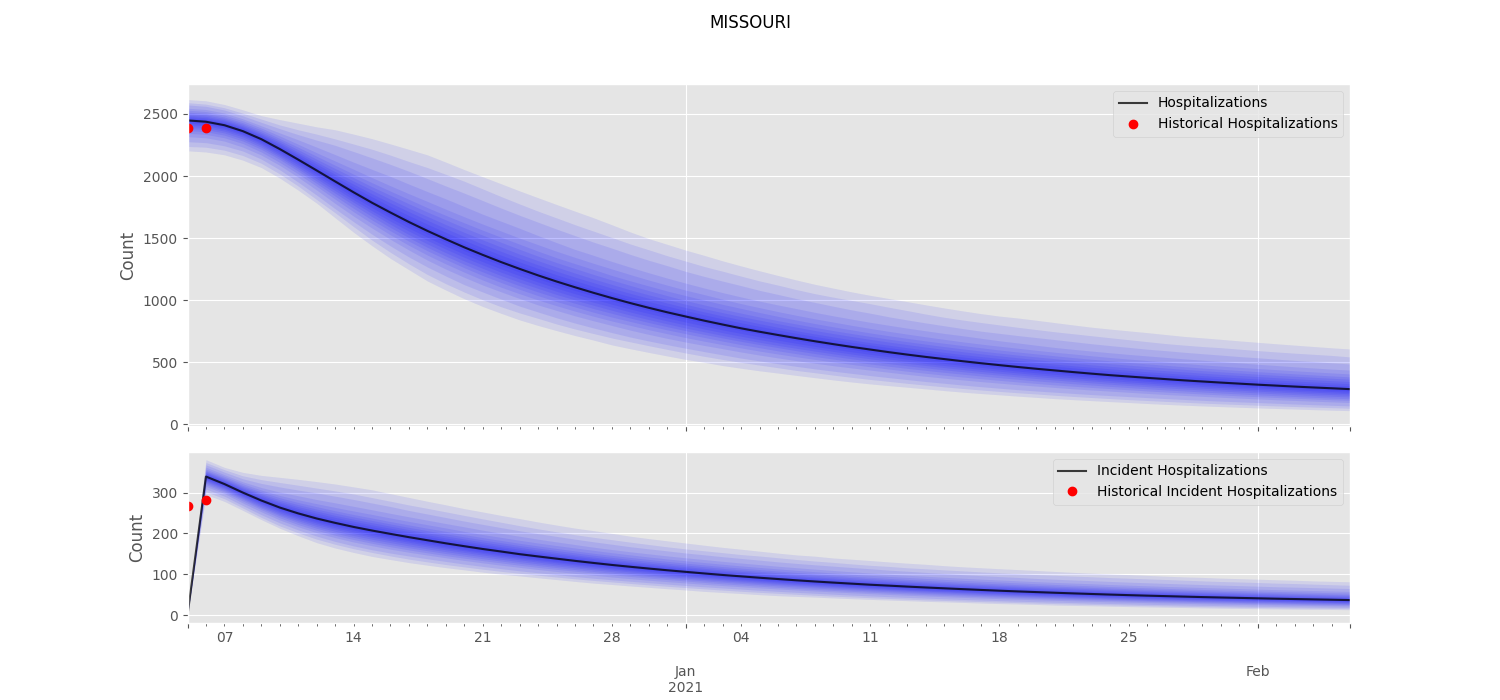 MISSOURI
Hospitalizations
Historical Hospitalizations
Count
2500
2000
1500
1000
500
0
Incident Hospitalizations
Historical Incident Hospitalizations
Count
300
200
100
0
07 14 21 28 04 11 18 25
Jan Feb
2021